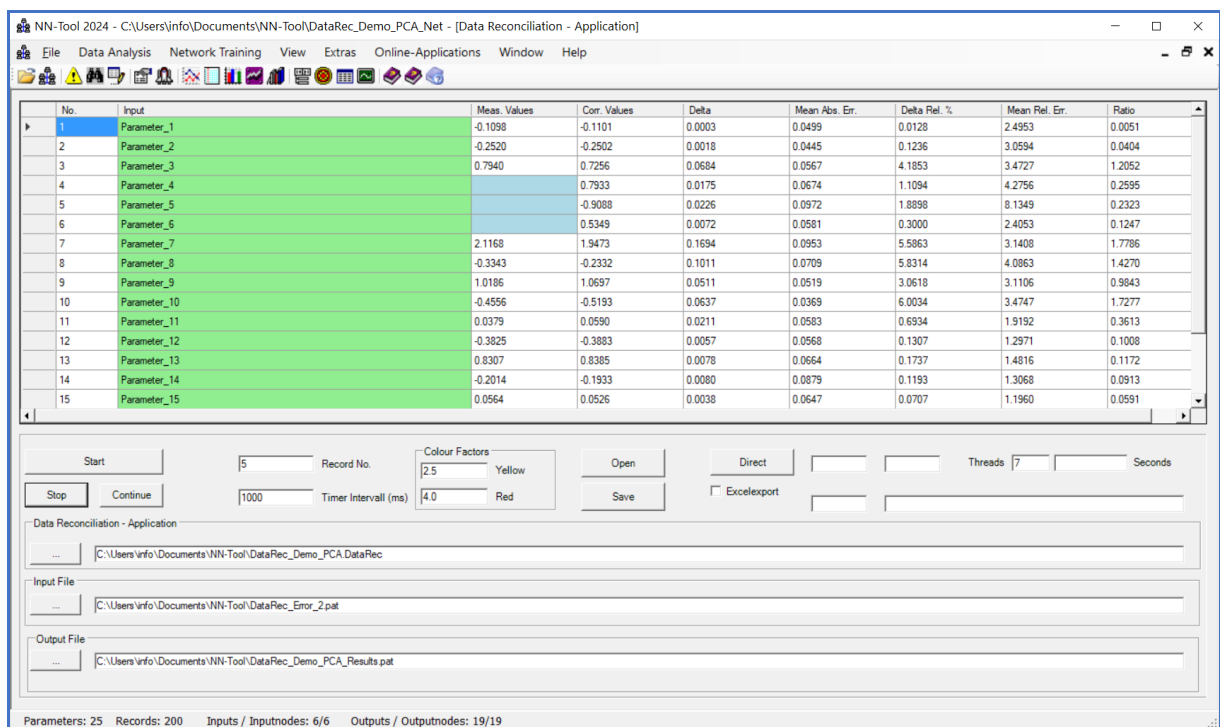 NN-Tool 2024 - C:\Users\info\Documents\NN-Tool\DataRec_Demo_PCA_Net - [Data Reconciliation - Application]
File Data Analysis Network Training View Extras Online-Applications Window Help
No. Input Meas. Values Corr. Values Delta Mean Abs. Err. Delta Rel. % Mean Rel. Err. Ratio
1 Parameter_1 -0.1098 -0.1101 0.0003 0.0499 0.0128 2.4953 0.0051
2 Parameter_2 -0.2520 -0.2502 0.0018 0.0445 0.1236 3.0594 0.0404
3 Parameter_3 0.7940 0.7256 0.0684 0.0567 4.1853 3.4727 1.2052
4 Parameter_4 0.7933 0.0175 0.0674 1.1094 4.2756 0.2595
5 Parameter_5 -0.9088 0.0226 0.0972 1.8898 8.1349 0.2323
6 Parameter_6 0.5349 0.0072 0.0581 0.3000 2.4053 0.1247
7 Parameter_7 2.1168 1.9473 0.1694 0.0953 5.5863 3.1408 1.7786
8 Parameter_8 -0.3343 -0.2332 0.1011 0.0709 5.8314 4.0863 1.4270
9 Parameter_9 1.0186 1.0697 0.0511 0.0519 3.0618 3.1106 0.9843
10 Parameter_10 -0.4556 -0.5193 0.0637 0.0369 6.0034 3.4747 1.7277
11 Parameter_11 0.0379 0.0590 0.0211 0.0583 0.6934 1.9192 0.3613
12 Parameter_12 -0.3825 -0.3883 0.0057 0.0568 0.1307 1.2971 0.1008
13 Parameter_13 0.8307 0.8385 0.0078 0.0664 0.1737 1.4816 0.1172
14 Parameter_14 -0.2014 -0.1933 0.0080 0.0879 0.1193 1.3068 0.0913
15 Parameter_15 0.0564 0.0526 0.0038 0.0647 0.0707 1.1960 0.0591
Colour Factors
Start 5 Record No. 2.5 Yellow Open Direct Threads 7 Seconds
Stop Continue 1000 Timer Intervall (ms) 4.0 Red Save Excelexport
Data Reconciliation - Application
... C:\Users\info\Documents\NN-Tool\DataRec_Demo_PCA.DataRec
Input File
... C:\Users\info\Documents\NN-Tool\DataRec_Error_2.pat
Output File
... C:\Users\info\Documents\NN-Tool\DataRec_Demo_PCA_Results.pat
Parameters: 25 Records: 200 Inputs / Inputnodes: 6/6 Outputs / Outputnodes: 19/19